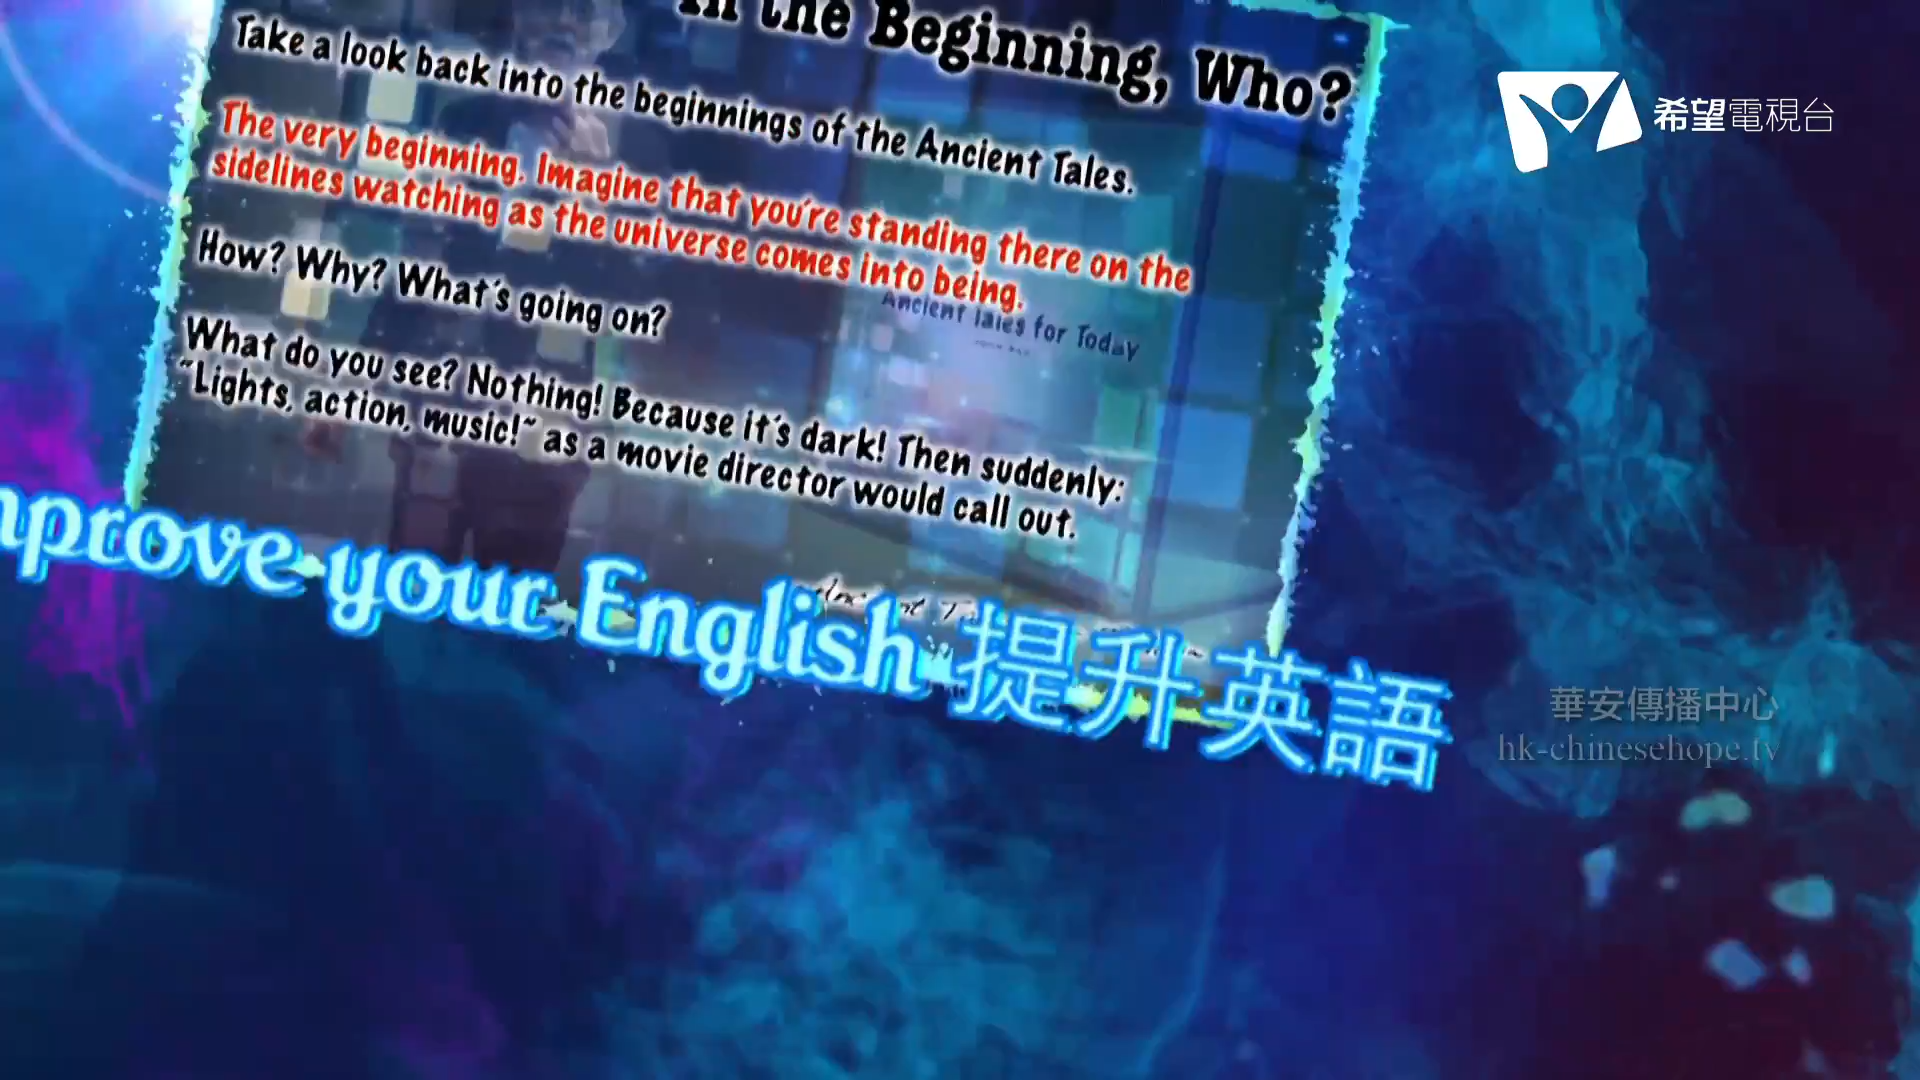 In the Beginning, Who?
Take a look back into the beginnings of the Ancient Tales.
The very beginning. Imagine that you're standing there on the
sidelines watching as the universe comes into being.
How? Why? What's going on?
Ancient Tales for Today
What do you see? Nothing! Because it's dark! Then suddenly:
"Lights, action, music!" as a movie director would call out.
mprove your English 提升英語
希望電視台
華安傳播中心
hk-chinesehope.tv